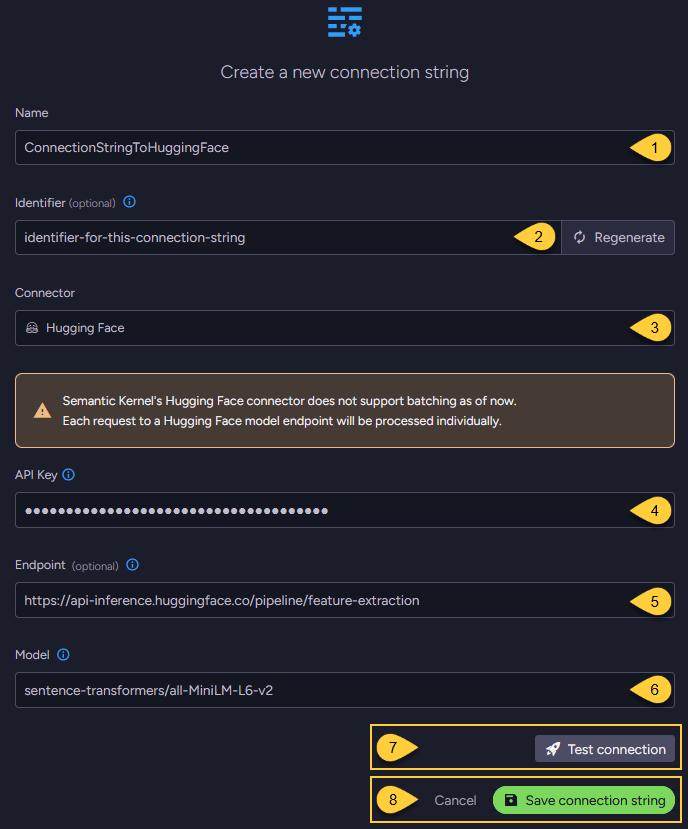 Create a new connection string
Name
ConnectionStringToHuggingFace
1
Identifier (optional)
identifier-for-this-connection-string
2
Regenerate
Connector
Hugging Face
3
Semantic Kernel's Hugging Face connector does not support batching as of now.
Each request to a Hugging Face model endpoint will be processed individually.
API Key
•••••••••••••••••••••••••••••••••••••
4
Endpoint (optional)
https://api-inference.huggingface.co/pipeline/feature-extraction
5
Model
sentence-transformers/all-MiniLM-L6-v2
6
7
Test connection
8
Cancel
Save connection string